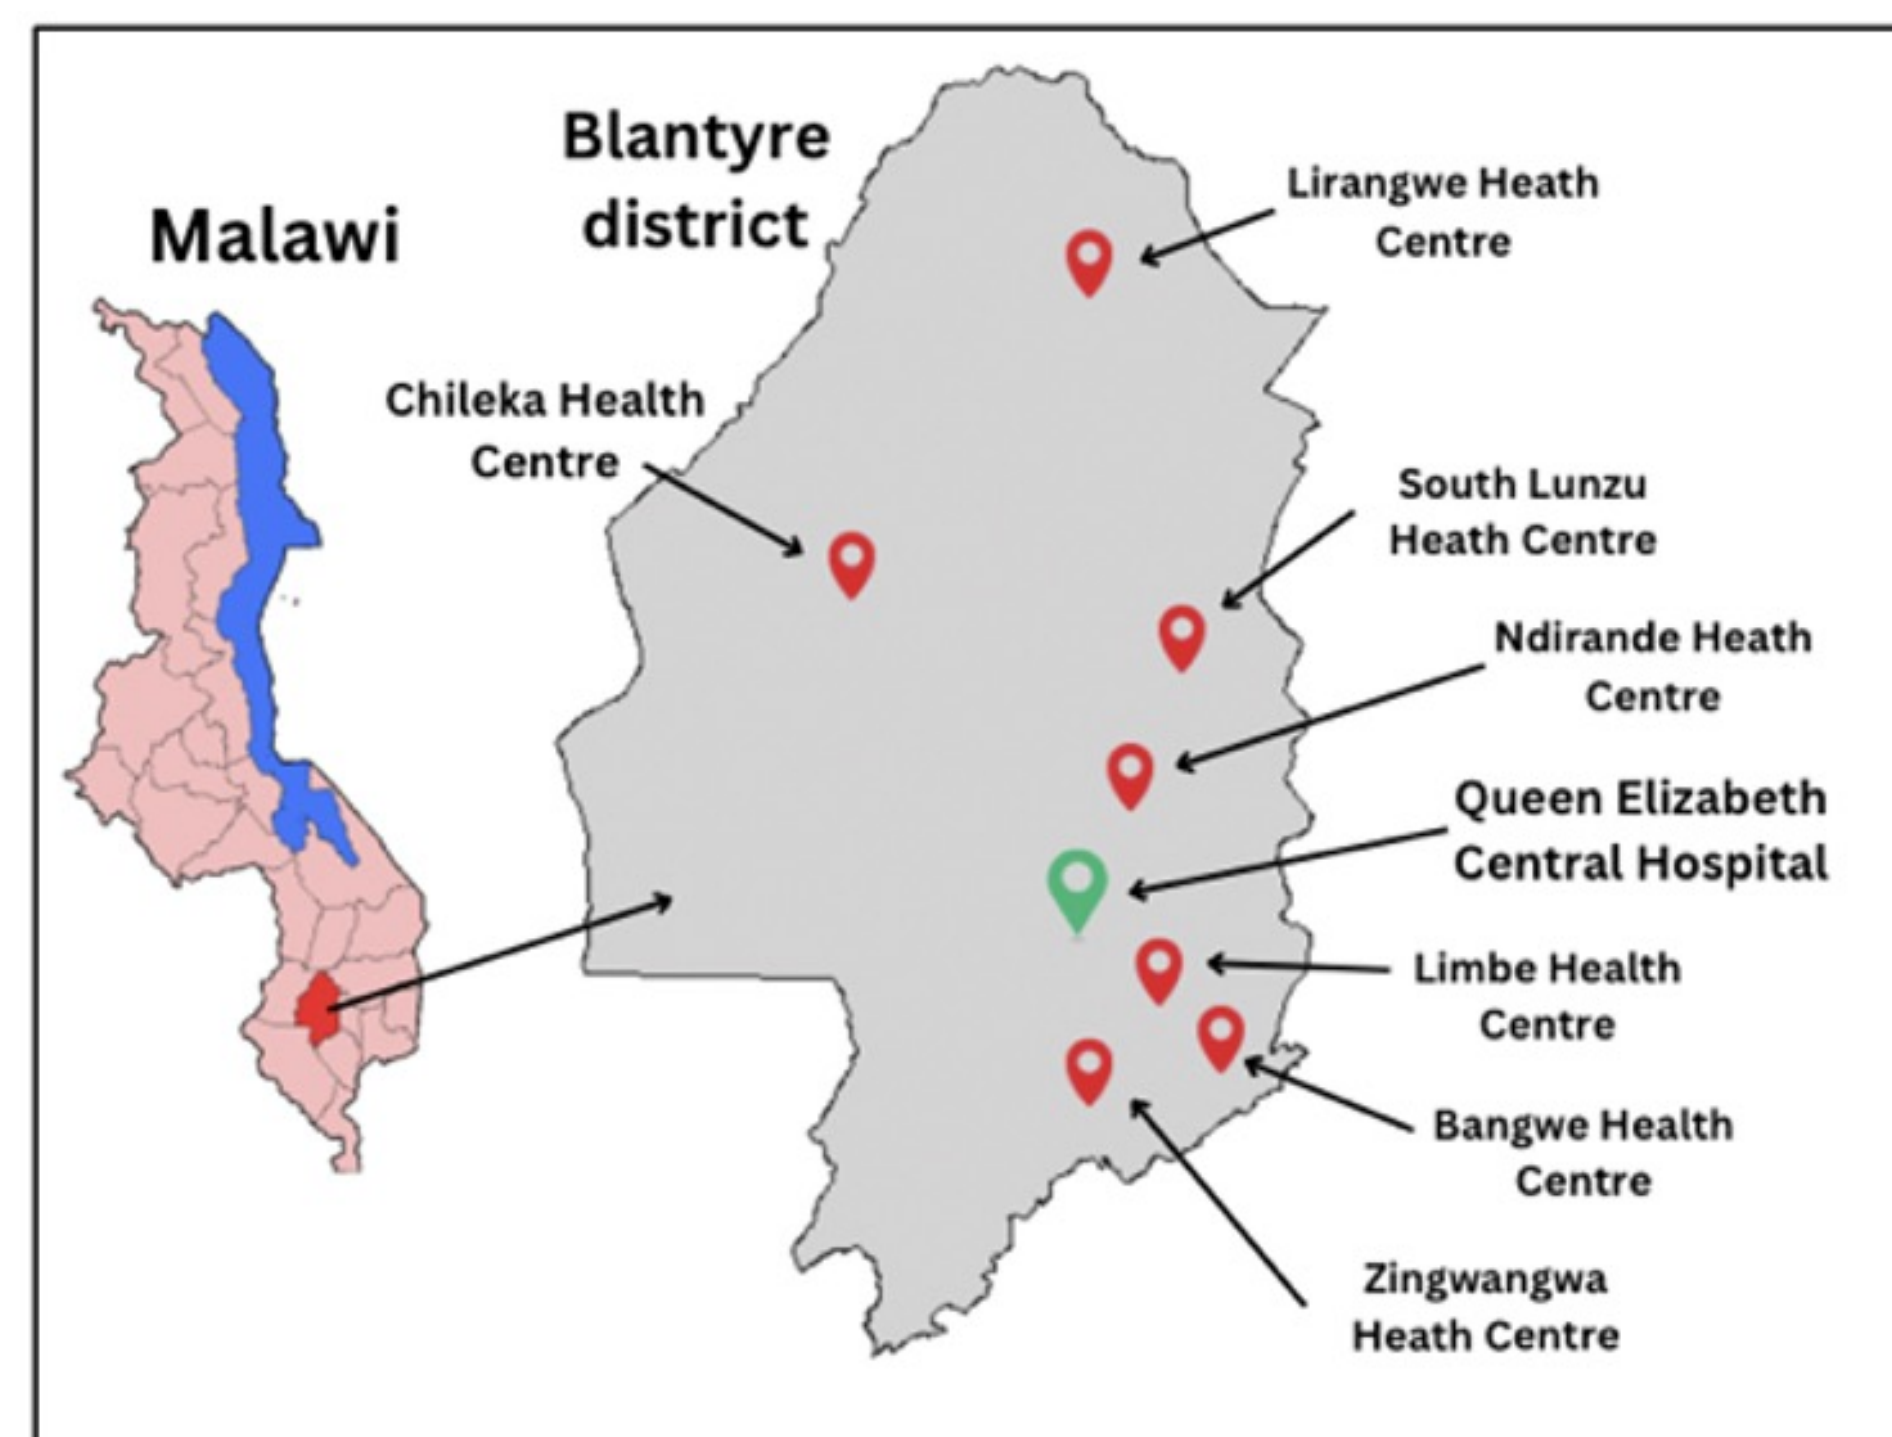 Malawi
Blantyre
district
Lirangwe Heath
Centre
Chileka Health
Centre
South Lunzu
Heath Centre
Ndirande Heath
Centre
Queen Elizabeth
Central Hospital
Limbe Health
Centre
Bangwe Health
Centre
Zingwangwa
Heath Centre